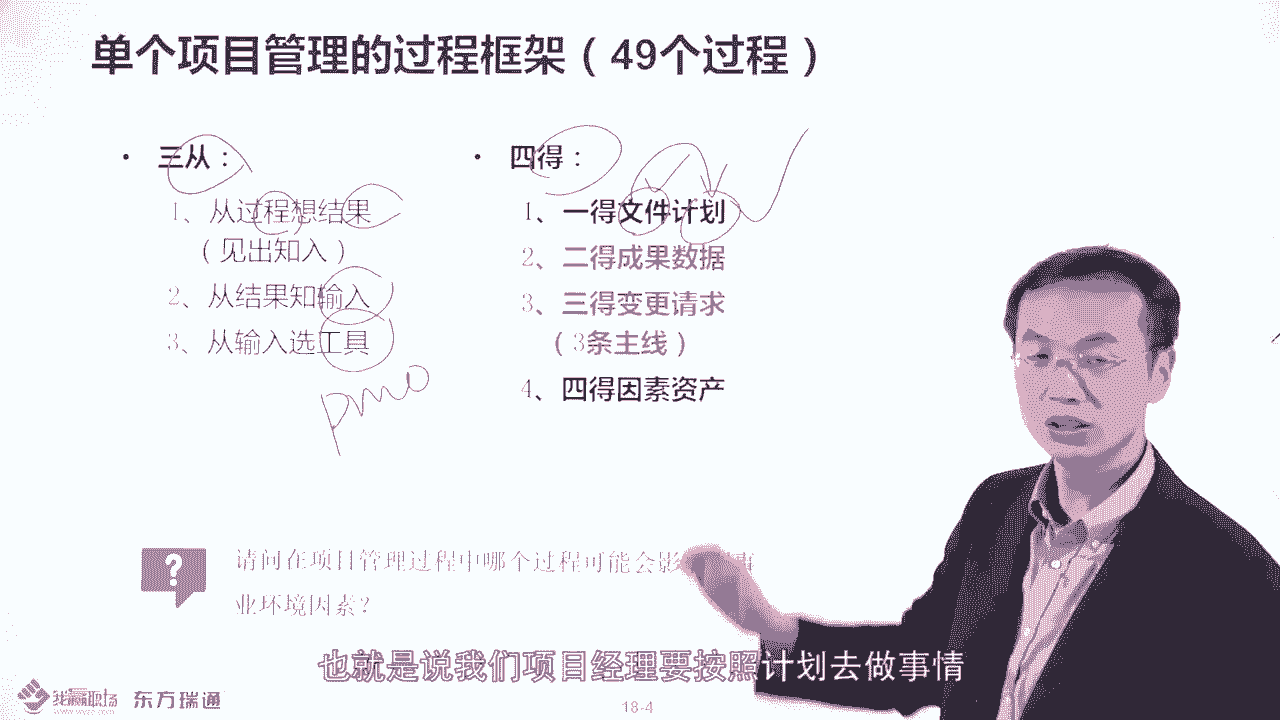 单个项目管理的过程框架（49个过程）
• 三从：
1、从过程想结果
（见出知入）
2、从结果知输入
3、从输入选工具
pmo
• 四得：
1、一得文件计划
2、二得成果数据
3、三得变更请求
（3条主线）
4、四得因素资产
?
请问在项目管理过程中哪个过程可能会影 事
业环境因素？
也就是说我们项目经理要按照计划去做事情
东方瑞通
18-4